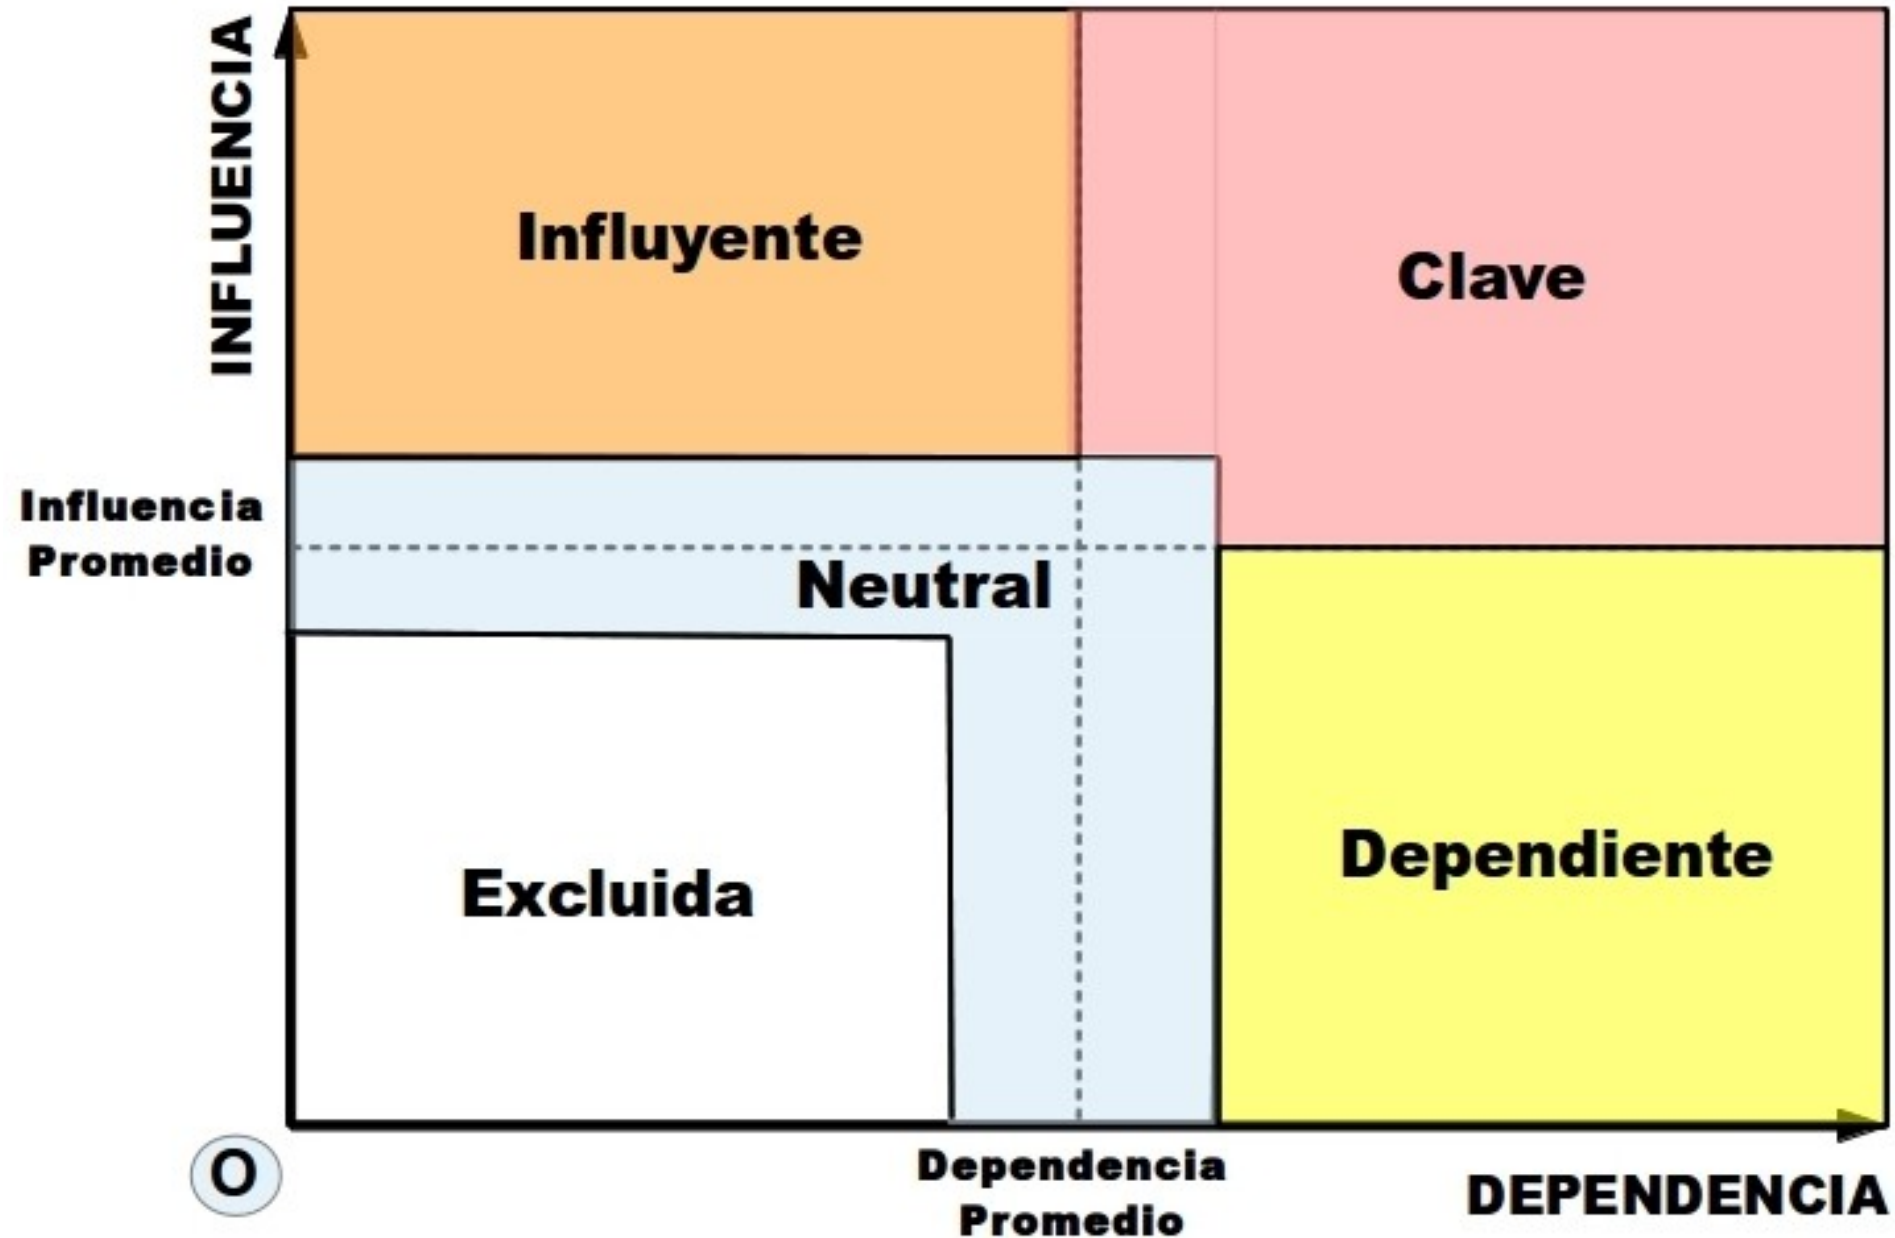 INFLUENCIA
Influyente
Clave
Influencia
Promedio
Neutral
Dependiente
Excluida
O
Dependencia
Promedio
DEPENDENCIA